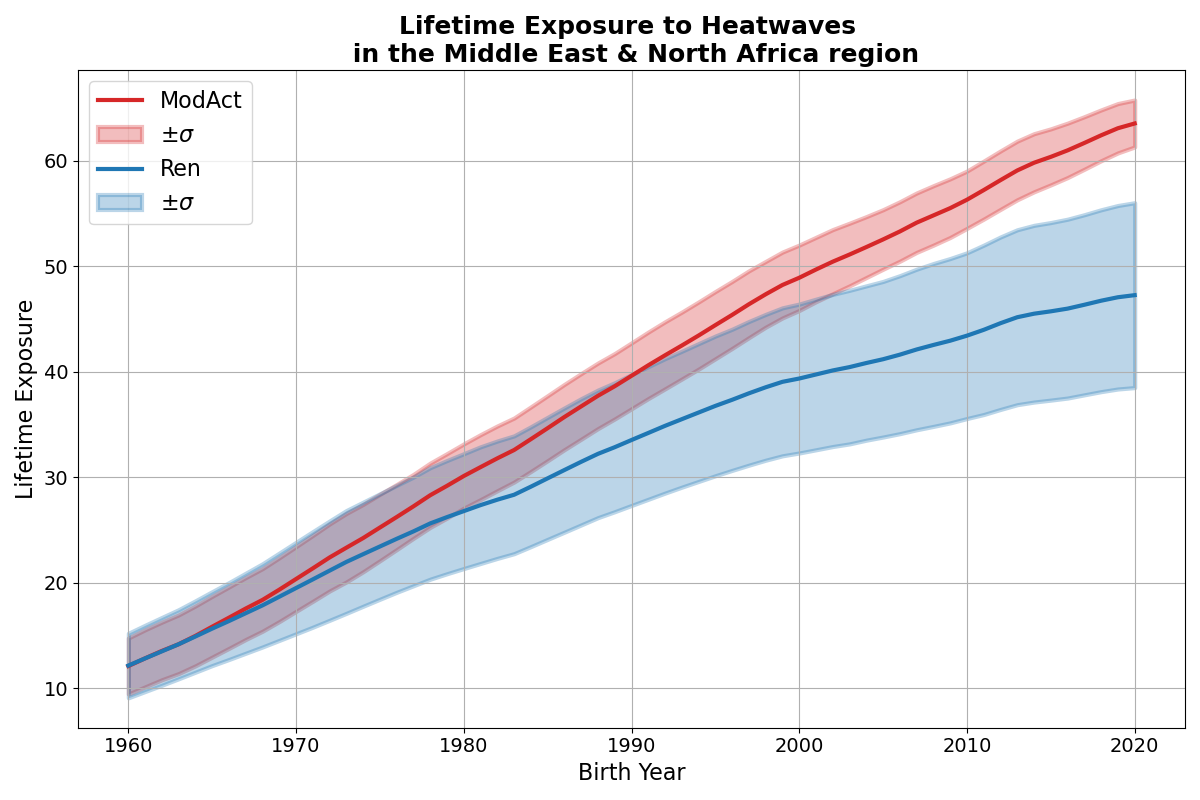 Lifetime Exposure to Heatwaves
in the Middle East & North Africa region
ModAct
±σ
Ren
±σ
Lifetime Exposure
60
50
40
30
20
10
1960 1970 1980 1990 2000 2010 2020
Birth Year